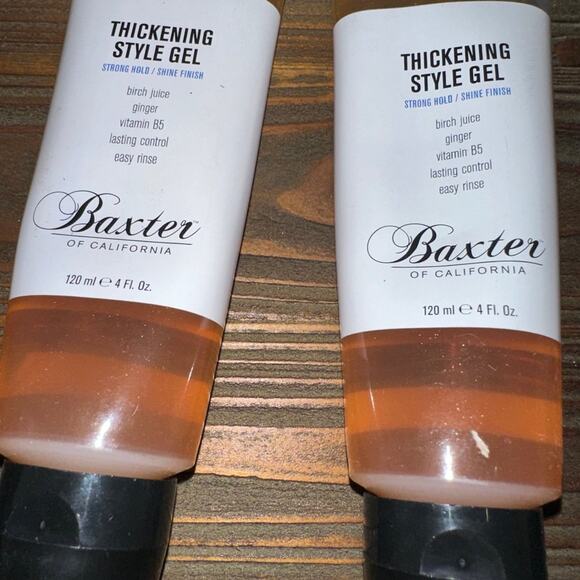 THICKENING
STYLE GEL
STRONG HOLD / SHINE FINISH
birch juice
ginger
vitamin B5
lasting control
easy rinse
Baxter™
OF CALIFORNIA
120 ml ℮ 4 Fl. Oz.
THICKENING
STYLE GEL
STRONG HOLD / SHINE FINISH
birch juice
ginger
vitamin B5
lasting control
easy rinse
Baxter
OF CALIFORNIA
120 ml ℮ 4 Fl. Oz.